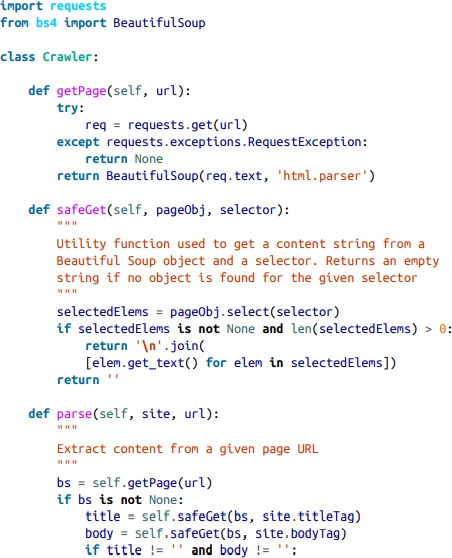 import requests
from bs4 import BeautifulSoup

class Crawler:

    def getPage(self, url):
        try:
            req = requests.get(url)
        except requests.exceptions.RequestException:
            return None
        return BeautifulSoup(req.text, 'html.parser')

    def safeGet(self, pageObj, selector):
        """
        Utility function used to get a content string from a
        Beautiful Soup object and a selector. Returns an empty
        string if no object is found for the given selector
        """
        selectedElems = pageObj.select(selector)
        if selectedElems is not None and len(selectedElems) > 0:
            return '\n'.join(
            [elem.get_text() for elem in selectedElems])
        return ''

    def parse(self, site, url):
        """
        Extract content from a given page URL
        """
        bs = self.getPage(url)
        if bs is not None:
            title = self.safeGet(bs, site.titleTag)
            body = self.safeGet(bs, site.bodyTag)
            if title != '' and body != '':